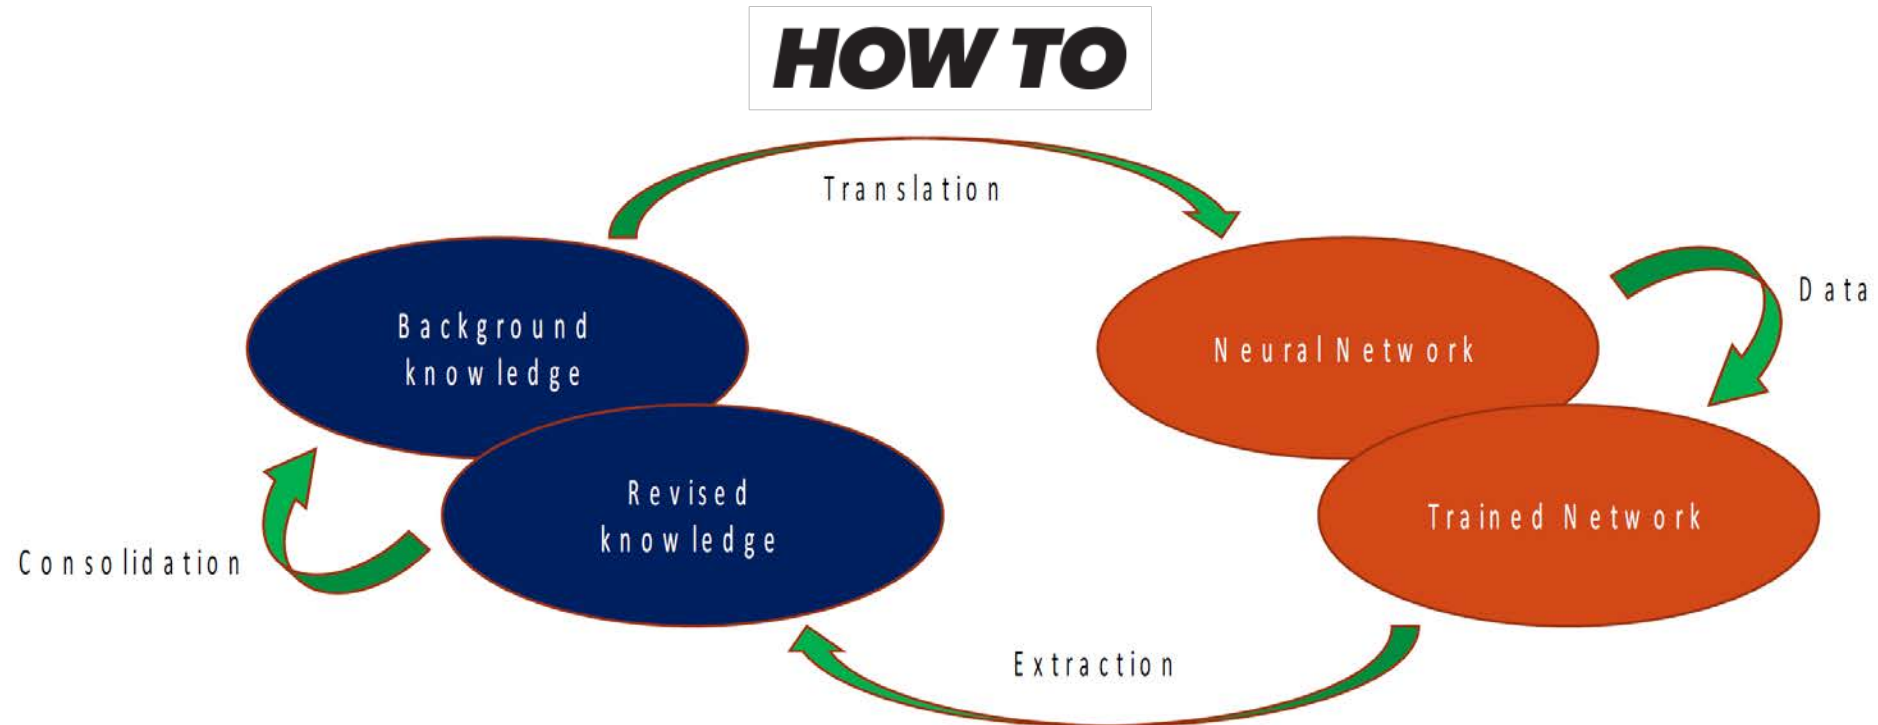 HOW TO
Translation
Data
Background
knowledge
Neural Network
Revised
knowledge
Trained Network
Consolidation
Extraction